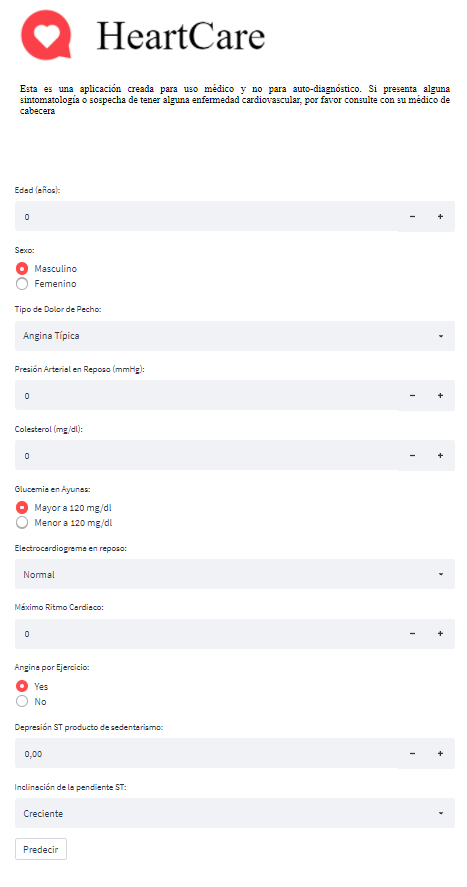 HeartCare
Esta es una aplicación creada para uso médico y no para auto-diagnóstico. Si presenta alguna
sintomatología o sospecha de tener alguna enfermedad cardiovascular, por favor consulte con su médico de
cabecera
Edad (años):
0 - +
Sexo:
Masculino
Femenino
Tipo de Dolor de Pecho:
Angina Típica
Presión Arterial en Reposo (mmHg):
0 - +
Colesterol (mg/dl):
0 - +
Glucemia en Ayunas:
Mayor a 120 mg/dl
Menor a 120 mg/dl
Electrocardiograma en reposo:
Normal
Máximo Ritmo Cardiaco:
0 - +
Angina por Ejercicio:
Yes
No
Depresión ST producto de sedentarismo:
0,00 - +
Inclinación de la pendiente ST:
Creciente
Predecir